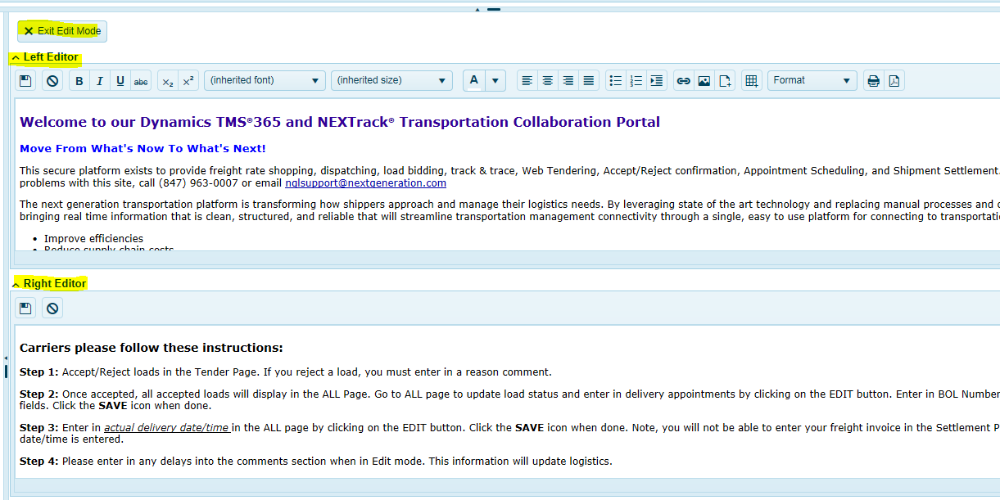 Exit Edit Mode
Left Editor
B I U abc x₂ x² (inherited font) (inherited size) A Format
Welcome to our Dynamics TMS®365 and NEXTrack® Transportation Collaboration Portal
Move From What's Now To What's Next!
This secure platform exists to provide freight rate shopping, dispatching, load bidding, track & trace, Web Tendering, Accept/Reject confirmation, Appointment Scheduling, and Shipment Settlement.
problems with this site, call (847) 963-0007 or email nglsupport@nextgeneration.com
The next generation transportation platform is transforming how shippers approach and manage their logistics needs. By leveraging state of the art technology and replacing manual processes and
bringing real time information that is clean, structured, and reliable that will streamline transportation management connectivity through a single, easy to use platform for connecting to
• Improve efficiencies
• Reduce supply chain costs
Right Editor
Carriers please follow these instructions:
Step 1: Accept/Reject loads in the Tender Page. If you reject a load, you must enter in a reason comment.
Step 2: Once accepted, all accepted loads will display in the ALL Page. Go to ALL page to update load status and enter in delivery appointments by clicking on the EDIT button. Enter in BOL Number
fields. Click the SAVE icon when done.
Step 3: Enter in actual delivery date/time in the ALL page by clicking on the EDIT button. Click the SAVE icon when done. Note, you will not be able to enter your freight invoice in the Settlement P
date/time is entered.
Step 4: Please enter in any delays into the comments section when in Edit mode. This information will update logistics.